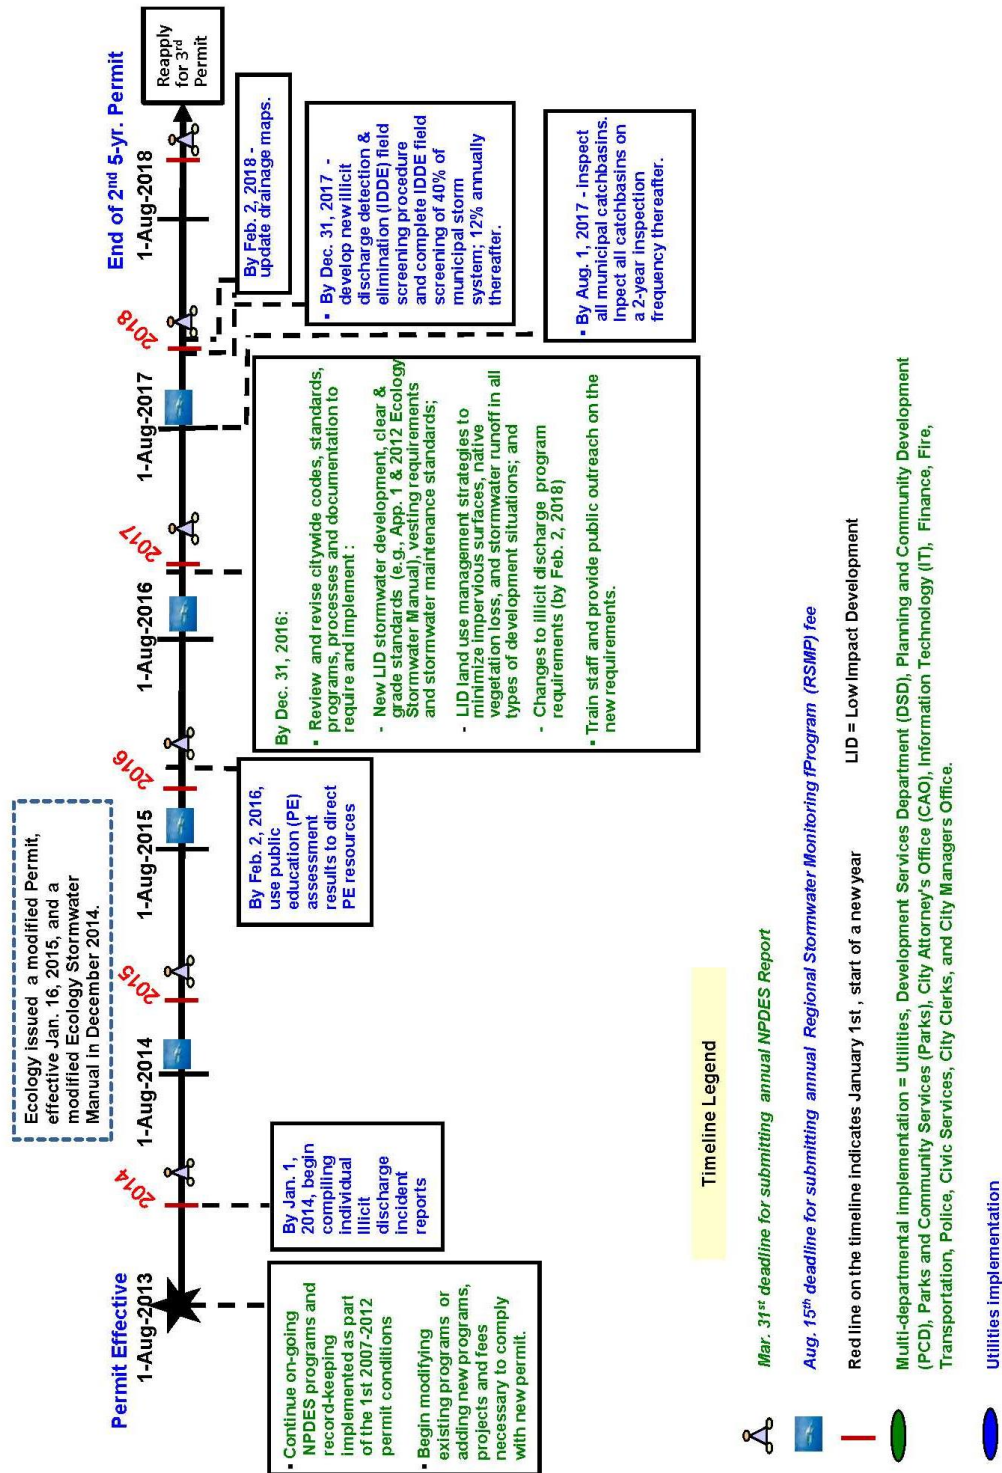 Ecology issued a modified Permit,
effective Jan. 16, 2015, and a
modified Ecology Stormwater
Manual in December 2014.
Permit Effective
End of 2nd 5-yr. Permit
1-Aug-2013
1-Aug-2014
1-Aug-2015
1-Aug-2016
1-Aug-2017
1-Aug-2018
2014
2015
2016
2017
2018
Reapply
for 3rd
Permit
▪ Continue on-going
NPDES programs and
record-keeping
implemented as part
of the 1st 2007-2012
permit conditions
▪ Begin modifying
existing programs or
adding new programs,
projects and fees
necessary to comply
with new permit.
By Jan. 1,
2014, begin
compiling
individual
illicit
discharge
incident
reports
By Feb. 2, 2016,
use public
education (PE)
assessment
results to direct
PE resources
By Dec. 31, 2016:
▪ Review and revise citywide codes, standards,
programs, processes and documentation to
require and implement :
- New LID stormwater development, clear &
grade standards (e.g., App. 1 & 2012 Ecology
Stormwater Manual), vesting requirements
and stormwater maintenance standards;
- LID land use management strategies to
minimize impervious surfaces, native
vegetation loss, and stormwater runoff in all
types of development situations; and
- Changes to illicit discharge program
requirements (by Feb. 2, 2018)
▪ Train staff and provide public outreach on the
new requirements.
▪ By Aug. 1, 2017 - inspect
all municipal catchbasins.
Inpect all catchbasins on
a 2-year inspection
frequency thereafter.
▪ By Dec. 31, 2017 -
develop new illicit
discharge detection &
elimination (IDDE) field
screening procedure
and complete IDDE field
screening of 40% of
municipal storm
system; 12% annually
thereafter.
▪ By Feb. 2, 2018 -
update drainage maps.
Timeline Legend
Mar. 31st deadline for submitting annual NPDES Report
Aug. 15th deadline for submitting annual Regional Stormwater Monitoring fProgram (RSMP) fee
Red line on the timeline indicates January 1st , start of a new year
LID = Low Impact Development
Multi-departmental implementation = Utilities, Development Services Department (DSD), Planning and Community Development
(PCD), Parks and Community Services (Parks), City Attorney's Office (CAO), Information Technology (IT), Finance, Fire,
Transportation, Police, Civic Services, City Clerks, and City Managers Office.
Utilities implementation